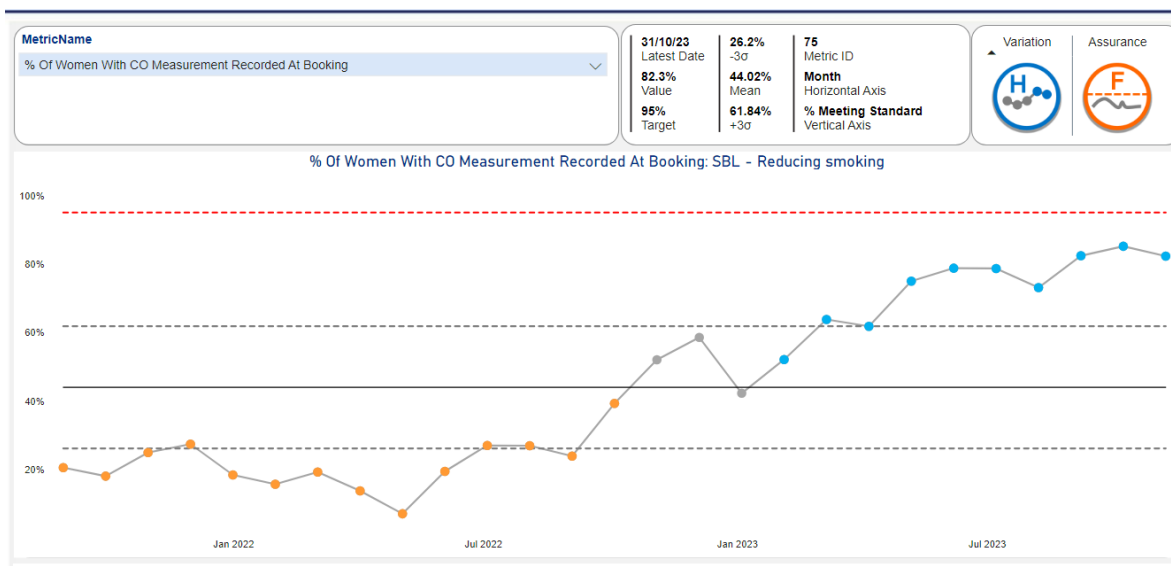 MetricName
% Of Women With CO Measurement Recorded At Booking
31/10/23
Latest Date
82.3%
Value
95%
Target
26.2%
-3σ
44.02%
Mean
61.84%
+3σ
75
Metric ID
Month
Horizontal Axis
% Meeting Standard
Vertical Axis
Variation
H
Assurance
F
% Of Women With CO Measurement Recorded At Booking: SBL - Reducing smoking
100%
80%
60%
40%
20%
Jan 2022
Jul 2022
Jan 2023
Jul 2023